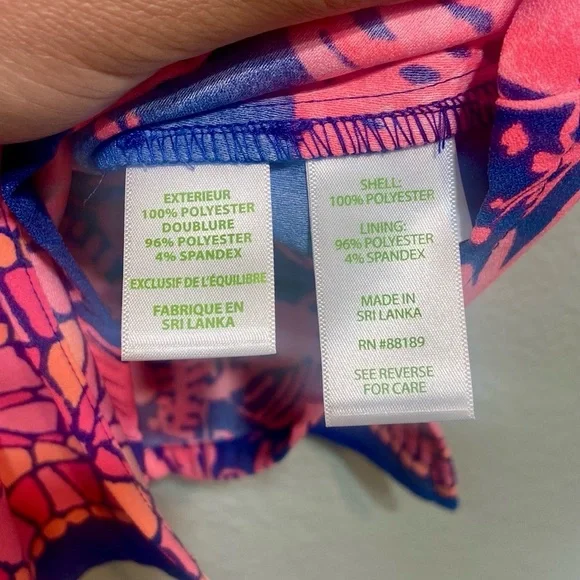 EXTERIEUR
100% POLYESTER
DOUBLURE
96% POLYESTER
4% SPANDEX
EXCLUSIF DE L'ÉQUILIBRE
FABRIQUE EN
SRI LANKA
SHELL:
100% POLYESTER
LINING:
96% POLYESTER
4% SPANDEX
MADE IN
SRI LANKA
RN #88189
SEE REVERSE
FOR CARE